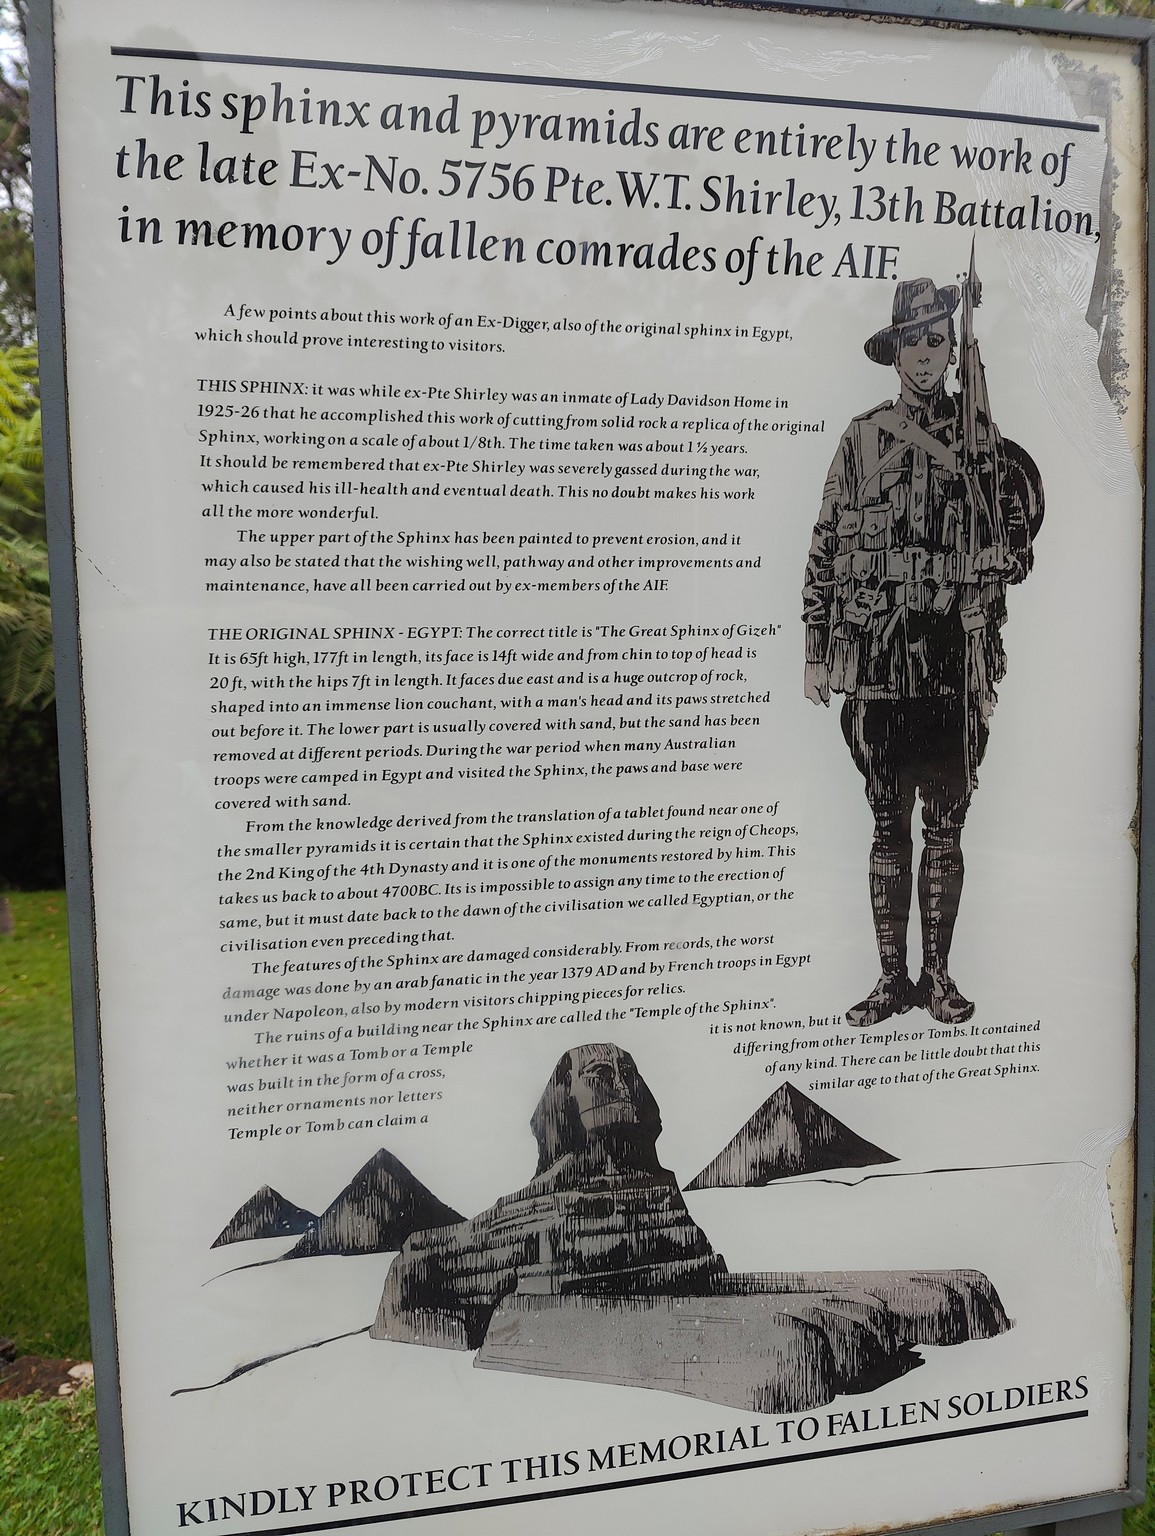 This sphinx and pyramids are entirely the work of
the late Ex-No. 5756 Pte. W.T. Shirley, 13th Battalion,
in memory of fallen comrades of the AIF.
A few points about this work of an Ex-Digger, also of the original sphinx in Egypt,
which should prove interesting to visitors.
THIS SPHINX: it was while ex-Pte Shirley was an inmate of Lady Davidson Home in
1925-26 that he accomplished this work of cutting from solid rock a replica of the original
Sphinx, working on a scale of about 1/8th. The time taken was about 1 ½ years.
It should be remembered that ex-Pte Shirley was severely gassed during the war,
which caused his ill-health and eventual death. This no doubt makes his work
all the more wonderful.
The upper part of the Sphinx has been painted to prevent erosion, and it
may also be stated that the wishing well, pathway and other improvements and
maintenance, have all been carried out by ex-members of the AIF.
THE ORIGINAL SPHINX - EGYPT: The correct title is "The Great Sphinx of Gizeh"
It is 65ft high, 177ft in length, its face is 14ft wide and from chin to top of head is
20 ft, with the hips 7ft in length. It faces due east and is a huge outcrop of rock,
shaped into an immense lion couchant, with a man's head and its paws stretched
out before it. The lower part is usually covered with sand, but the sand has been
removed at different periods. During the war period when many Australian
troops were camped in Egypt and visited the Sphinx, the paws and base were
covered with sand.
From the knowledge derived from the translation of a tablet found near one of
the smaller pyramids it is certain that the Sphinx existed during the reign of Cheops,
the 2nd King of the 4th Dynasty and it is one of the monuments restored by him. This
takes us back to about 4700BC. Its is impossible to assign any time to the erection of
same, but it must date back to the dawn of the civilisation we called Egyptian, or the
civilisation even preceding that.
The features of the Sphinx are damaged considerably. From records, the worst
damage was done by an arab fanatic in the year 1379 AD and by French troops in Egypt
under Napoleon, also by modern visitors chipping pieces for relics.
The ruins of a building near the Sphinx are called the "Temple of the Sphinx".
whether it was a Tomb or a Temple it is not known, but it
was built in the form of a cross, differing from other Temples or Tombs. It contained
neither ornaments nor letters of any kind. There can be little doubt that this
Temple or Tomb can claim a similar age to that of the Great Sphinx.
KINDLY PROTECT THIS MEMORIAL TO FALLEN SOLDIERS